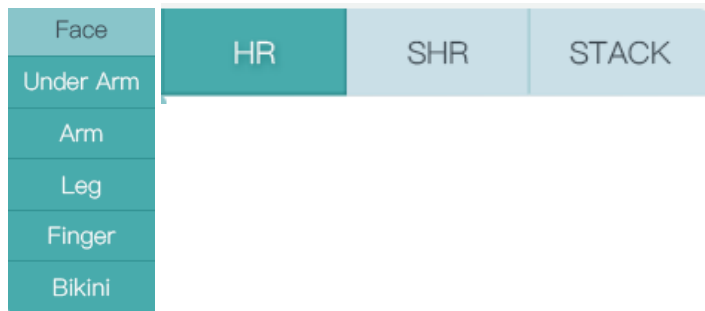 Face
Under Arm
Arm
Leg
Finger
Bikini
HR
SHR
STACK